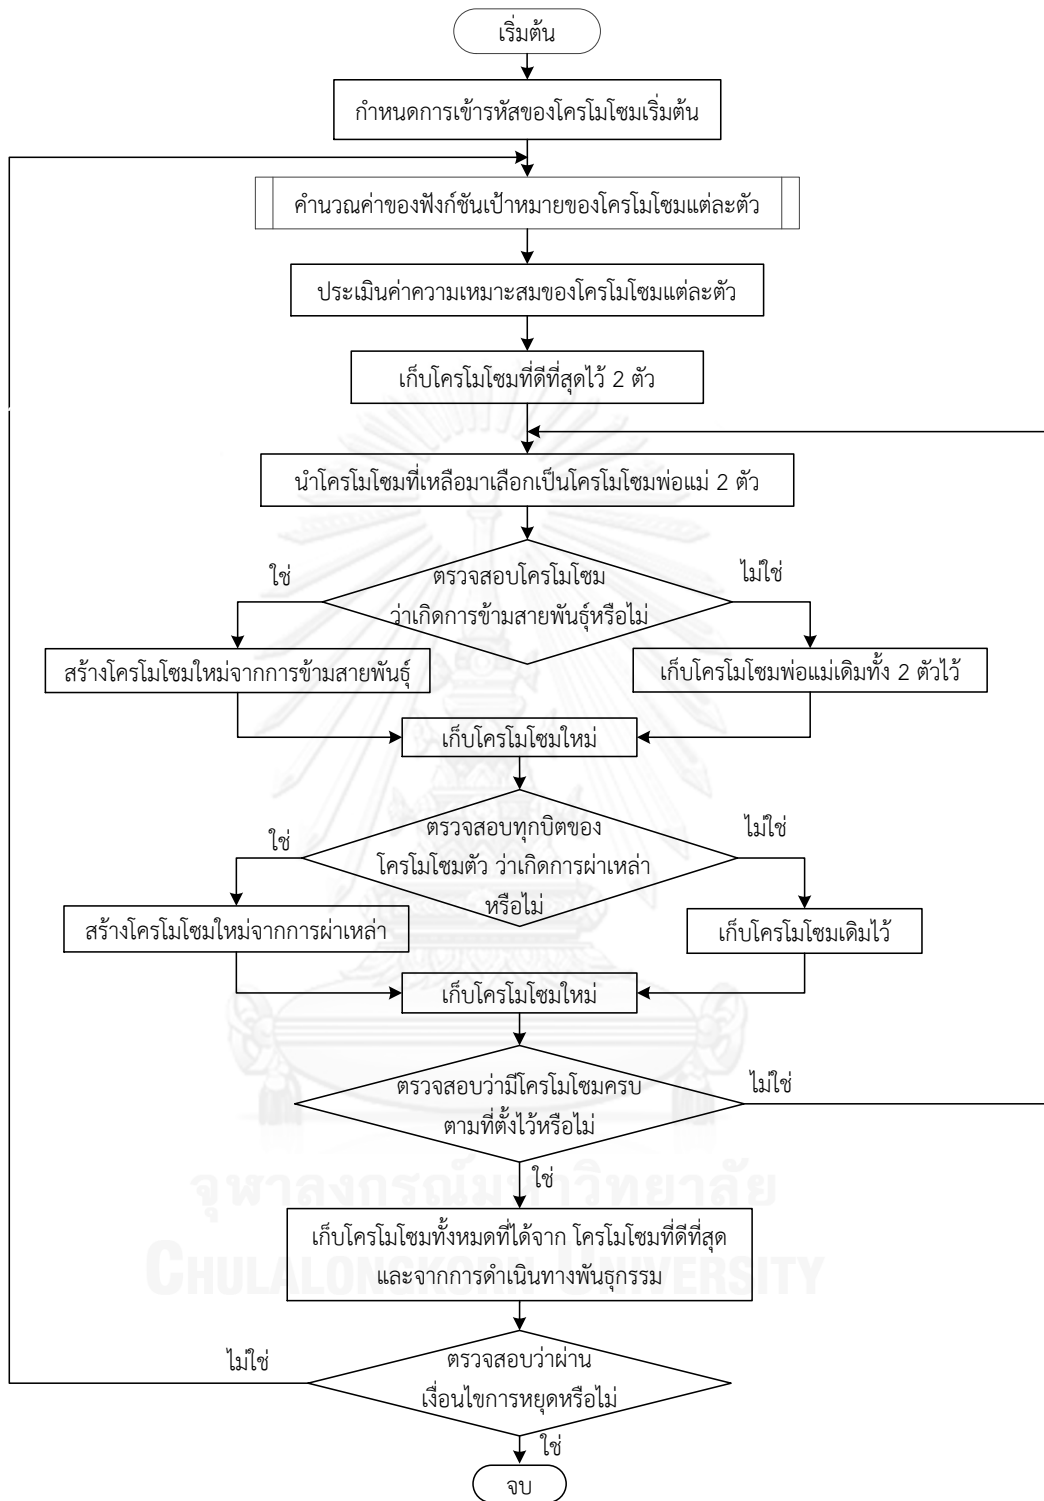 เริ่มต้น
กำหนดการเข้ารหัสของโครโมโซมเริ่มต้น
คำนวณค่าของฟังก์ชันเป้าหมายของโครโมโซมแต่ละตัว
ประเมินค่าความเหมาะสมของโครโมโซมแต่ละตัว
เก็บโครโมโซมที่ดีที่สุดไว้ 2 ตัว
นำโครโมโซมที่เหลือมาเลือกเป็นโครโมโซมพ่อแม่ 2 ตัว
ใช่
ตรวจสอบโครโมโซม
ว่าเกิดการข้ามสายพันธุ์หรือไม่
ไม่ใช่
สร้างโครโมโซมใหม่จากการข้ามสายพันธุ์
เก็บโครโมโซมพ่อแม่เดิมทั้ง 2 ตัวไว้
เก็บโครโมโซมใหม่
ใช่
ตรวจสอบทุกบิตของ
โครโมโซมตัว ว่าเกิดการผ่าเหล่า
หรือไม่
ไม่ใช่
สร้างโครโมโซมใหม่จากการผ่าเหล่า
เก็บโครโมโซมเดิมไว้
เก็บโครโมโซมใหม่
ตรวจสอบว่ามีโครโมโซมครบ
ตามที่ตั้งไว้หรือไม่
ไม่ใช่
ใช่
จุฬาลงกรณ์มหาวิทยาลัย
เก็บโครโมโซมทั้งหมดที่ได้จาก โครโมโซมที่ดีที่สุด
และจากการดำเนินทางพันธุกรรม
CHULALONGKORN UNIVERSITY
ไม่ใช่
ตรวจสอบว่าผ่าน
เงื่อนไขการหยุดหรือไม่
ใช่
จบ